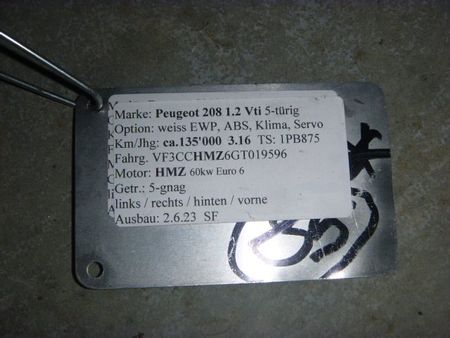 Marke: Peugeot 208 1.2 Vti 5-türig
Option: weiss EWP, ABS, Klima, Servo
Km/Jhg: ca.135'000 3.16 TS: 1PB875
Fahrg. VF3CCHMZ6GT019596
Motor: HMZ 60kw Euro 6
Getr.: 5-gnag
links / rechts / hinten / vorne
Ausbau: 2.6.23 SF